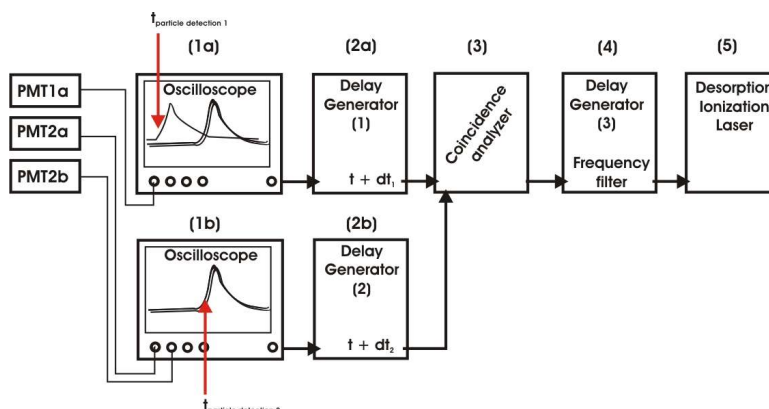 t particle detection 1
(1a)
(2a)
(3)
(4)
(5)
PMT1a
PMT2a
PMT2b
Oscilloscope
Delay
Generator
(1)
t + dt₁
Coincidence
analyzer
Delay
Generator
(3)
Frequency
filter
Desorption
Ionization
Laser
(1b)
(2b)
Oscilloscope
Delay
Generator
(2)
t + dt₂